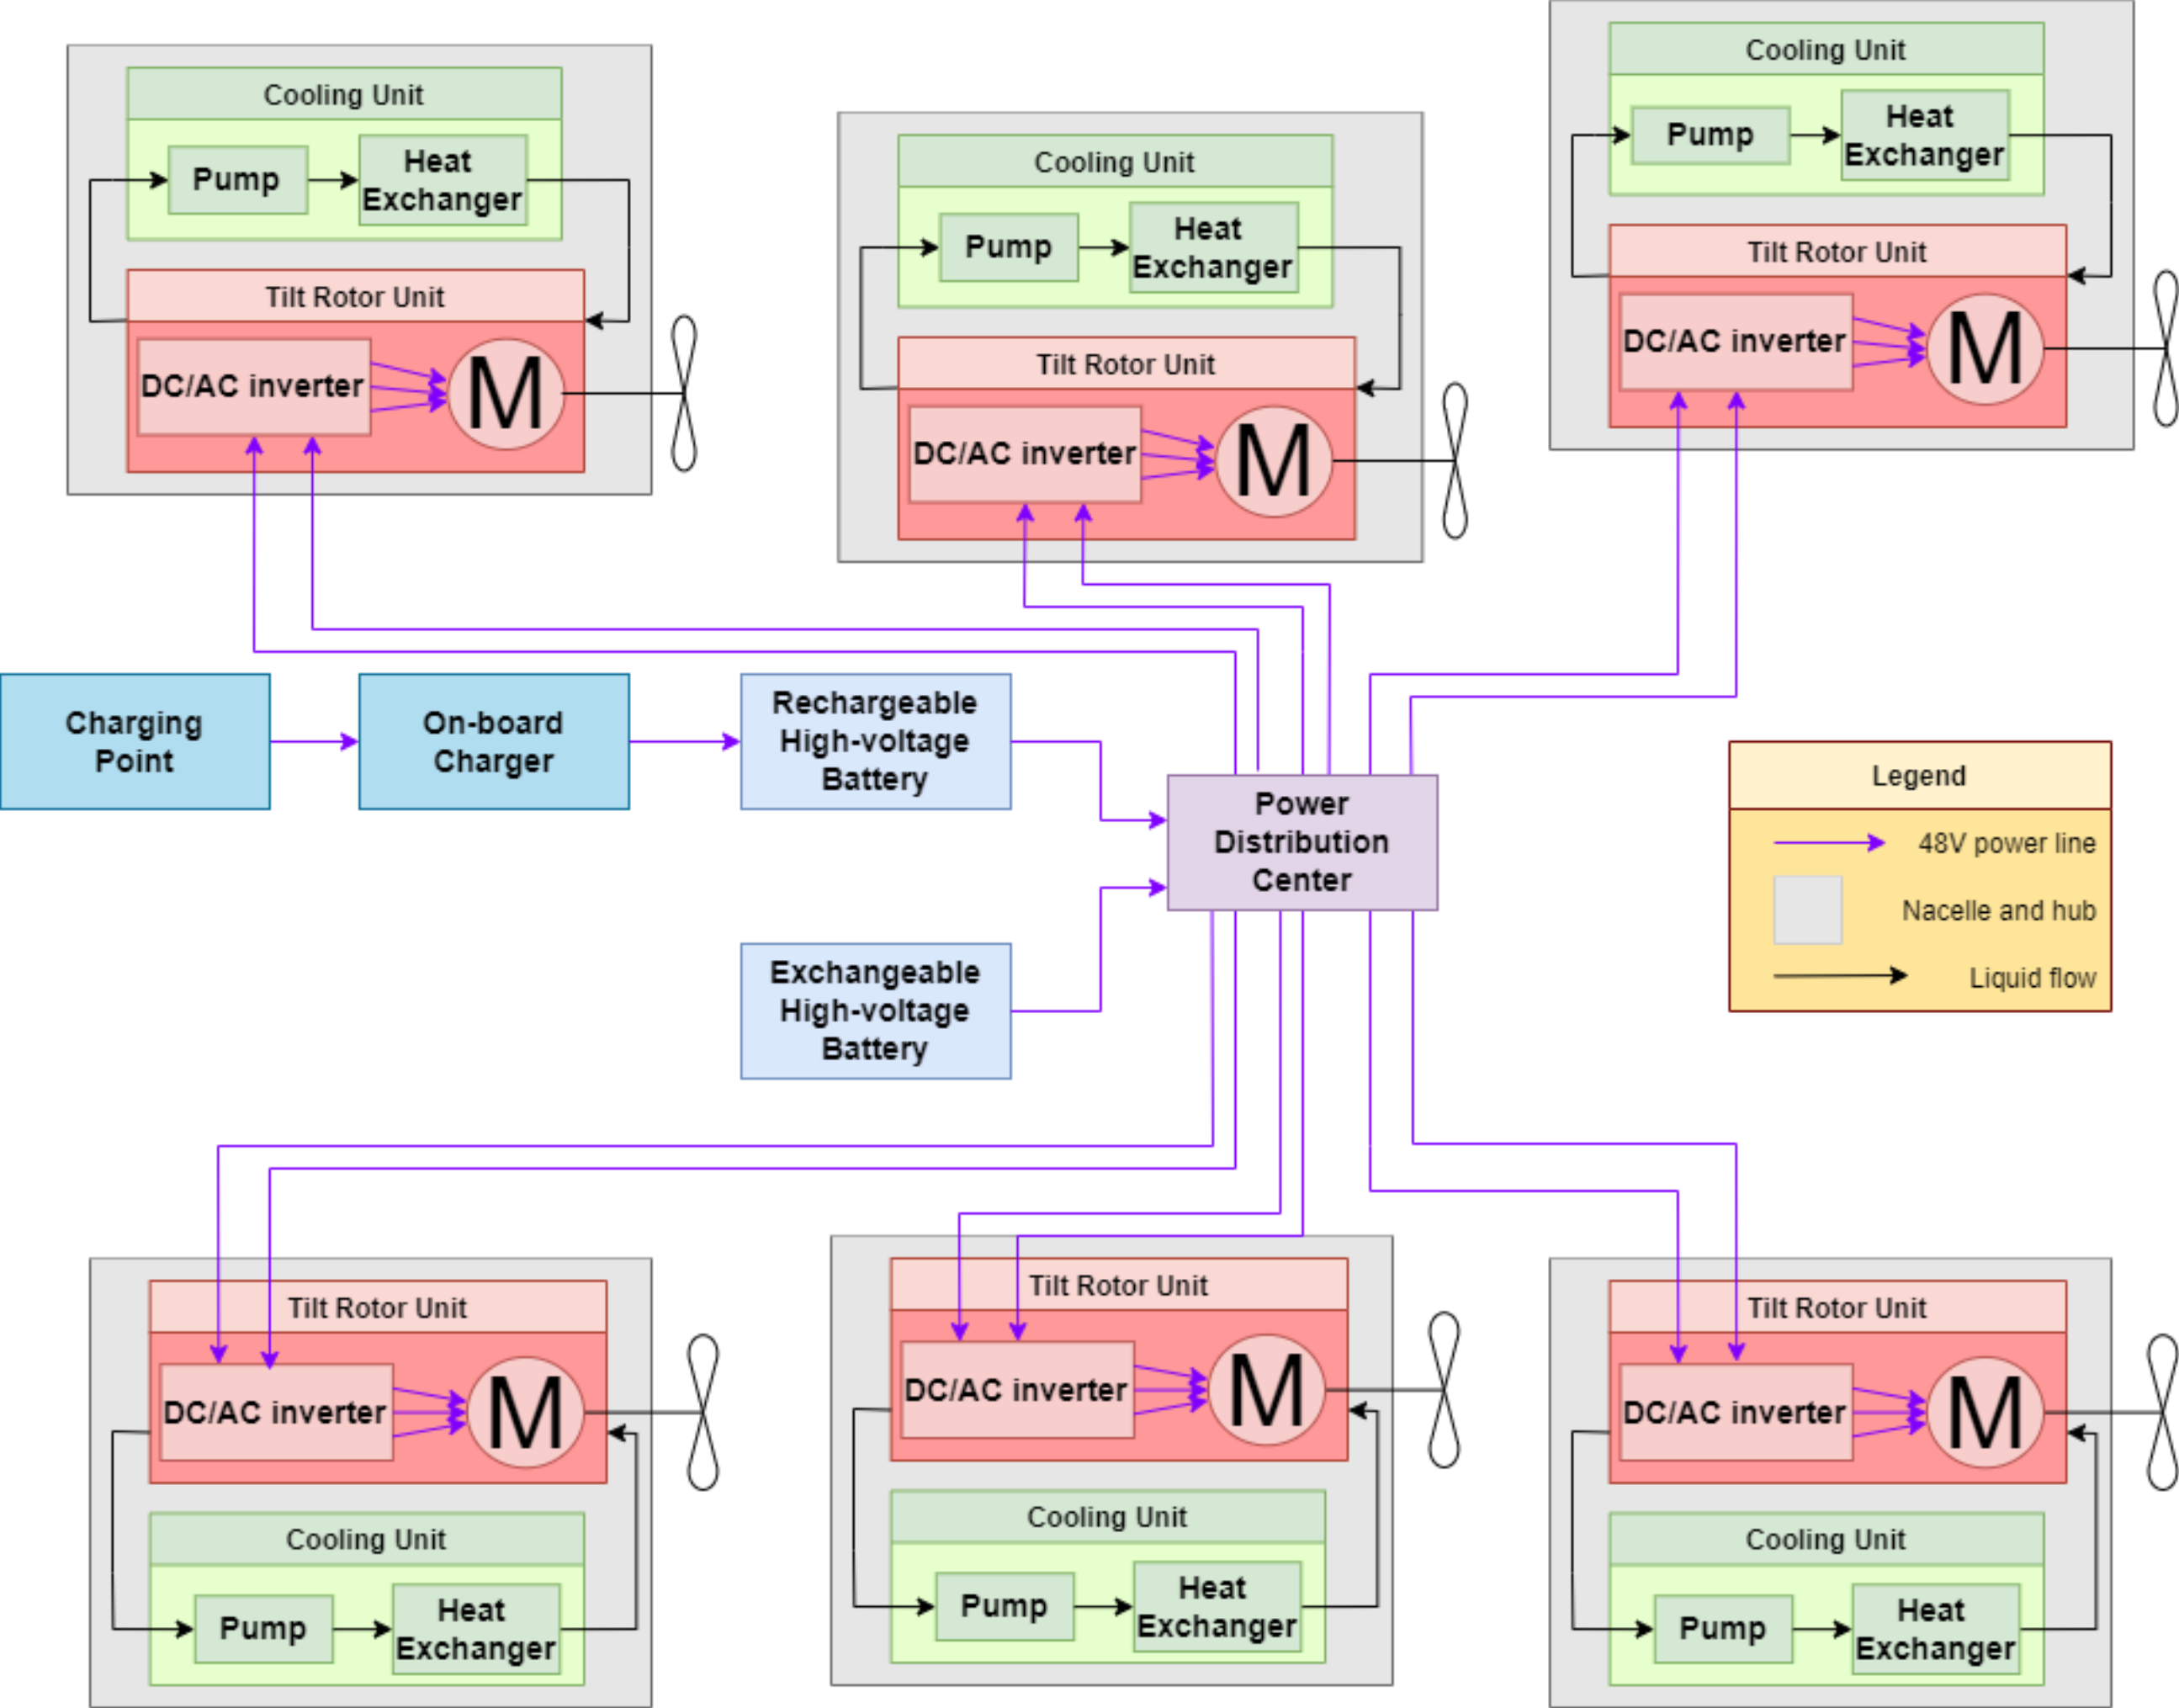 Cooling Unit
Pump
Heat
Exchanger
Tilt Rotor Unit
DC/AC inverter
M
Cooling Unit
Pump
Heat
Exchanger
Tilt Rotor Unit
DC/AC inverter
M
Cooling Unit
Pump
Heat
Exchanger
Tilt Rotor Unit
DC/AC inverter
M
Charging
Point
On-board
Charger
Rechargeable
High-voltage
Battery
Power
Distribution
Center
Exchangeable
High-voltage
Battery
Legend
48V power line
Nacelle and hub
Liquid flow
Tilt Rotor Unit
DC/AC inverter
M
Cooling Unit
Pump
Heat
Exchanger
Tilt Rotor Unit
DC/AC inverter
M
Cooling Unit
Pump
Heat
Exchanger
Tilt Rotor Unit
DC/AC inverter
M
Cooling Unit
Pump
Heat
Exchanger